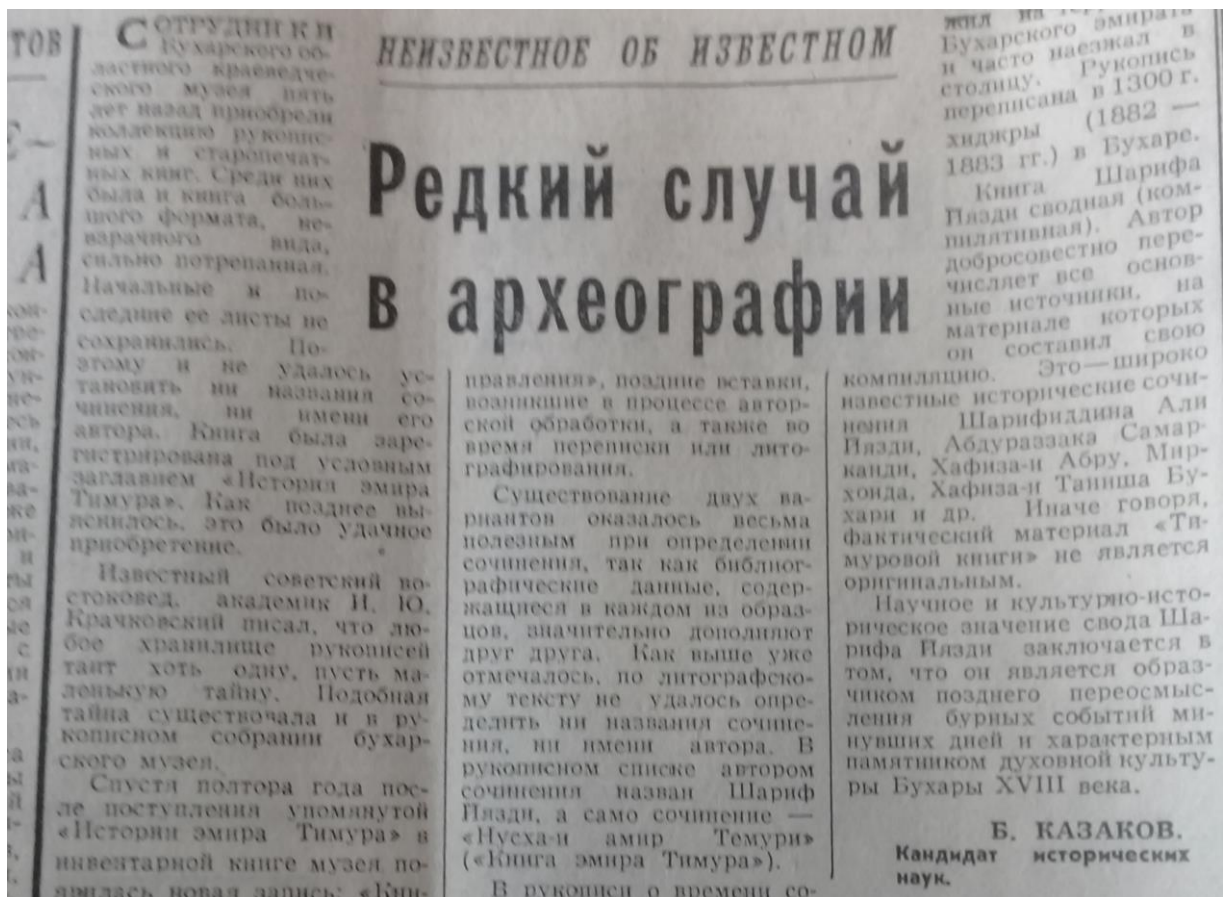 ТОВ
А
А
НЕИЗВЕСТНОЕ ОБ ИЗВЕСТНОМ
Редкий случай
в археографии
СОТРУДНИКИ
Бухарского об-
ластного краеведче-
ского музея пять
лет назад приобрели
коллекцию рукопис-
ных и старопечат-
ных книг. Среди них
была и книга боль-
шого формата, не-
взрачного вида,
сильно потрепанная.
Начальные и по-
следние ее листы не
сохранились. По-
этому и не удалось ус-
тановить ни названия со-
чинения, ни имени его
автора. Книга была заре-
гистрирована под условным
заглавием «История эмира
Тимура». Как позднее вы-
яснилось, это было удачное
приобретение.
Известный советский во-
стоковед, академик И. Ю.
Крачковский писал, что лю-
бое хранилище рукописей
таит хоть одну, пусть ма-
ленькую тайну. Подобная
тайна существочала и в ру-
кописном собрании бухар-
ского музея.
Спустя полтора года пос-
ле поступления упомянутой
«Истории эмира Тимура» в
инвентарной книге музея по-
явилась новая запись: «Кни-
правления», поздние вставки,
возникшие в процессе автор-
ской обработки, а также во
время переписки или лито-
графирования.
Существование двух ва-
риантов оказалось весьма
полезным при определении
сочинения, так как библиог-
рафические данные, содер-
жащиеся в каждом из образ-
цов, значительно дополняют
друг друга. Как выше уже
отмечалось, по литографско-
му тексту не удалось опре-
делить ни названия сочине-
ния, ни имени автора. В
рукописном списке автором
сочинения назван Шариф
Иязди, а само сочинение —
«Нусха-и амир Темури»
(«Книга эмира Тимура»).
В рукописи о времени со-
жил на
Бухарского эмирата
и часто наезжал в
столицу. Рукопись
переписана в 1300 г.
хиджры (1882 —
1883 гг.) в Бухаре.
Книга Шарифа
Иязди сводная (ком-
пилятивная). Автор
добросовестно пере-
числяет все основ-
ные источники, на
материале которых
он составил свою
компиляцию. Это—широко
известные исторические сочи-
нения Шарифиддина Али
Иязди, Абдураззака Самар-
канди, Хафиза-и Абру, Мир-
хонда, Хафиза-и Таниша Бу-
хари и др. Иначе говоря,
фактический материал «Ти-
муровой книги» не является
оригинальным.
Научное и культурно-исто-
рическое значение свода Ша-
рифа Иязди заключается в
том, что он является образ-
чиком позднего переосмыс-
ления бурных событий ми-
нувших дней и характерным
памятником духовной культу-
ры Бухары XVIII века.
Б. КАЗАКОВ.
Кандидат исторических
наук.